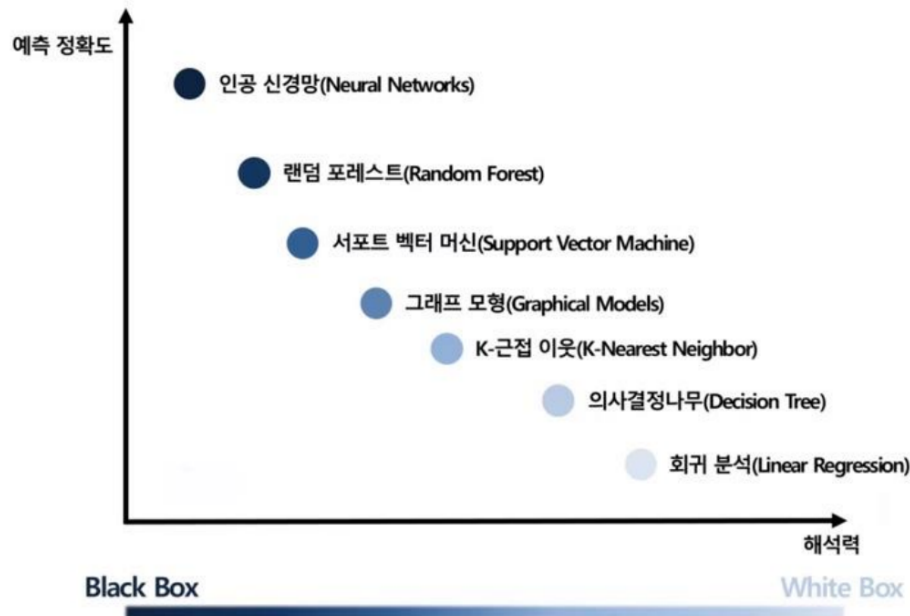 예측 정확도
인공 신경망(Neural Networks)
랜덤 포레스트(Random Forest)
서포트 벡터 머신(Support Vector Machine)
그래프 모형(Graphical Models)
K-근접 이웃(K-Nearest Neighbor)
의사결정나무(Decision Tree)
회귀 분석(Linear Regression)
해석력
Black Box
White Box